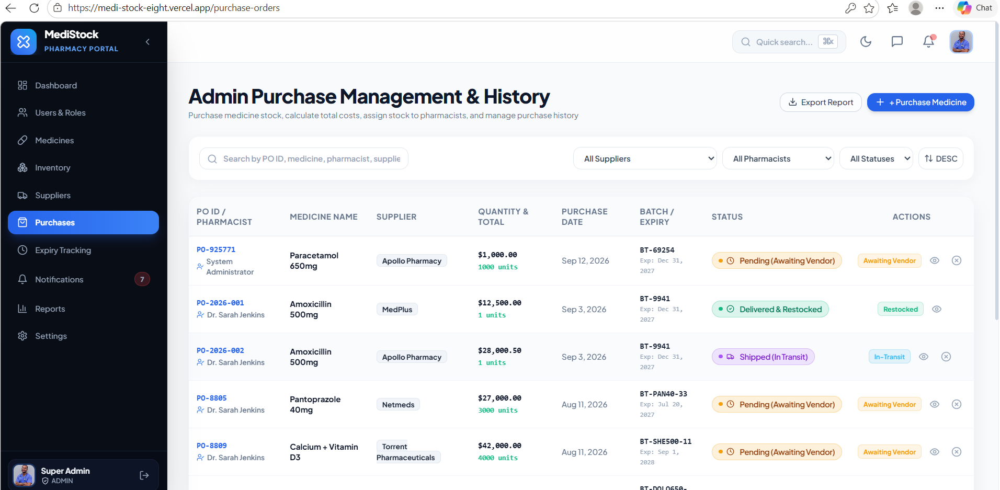 https://medi-stock-eight.vercel.app/purchase-orders
Chat
MediStock
PHARMACY PORTAL
Quick search...
⌘K
Dashboard
Users & Roles
Medicines
Inventory
Suppliers
Purchases
Expiry Tracking
Notifications
7
Reports
Settings
Super Admin
ADMIN
Admin Purchase Management & History
Purchase medicine stock, calculate total costs, assign stock to pharmacists, and manage purchase history
Export Report
+ Purchase Medicine
Search by PO ID, medicine, pharmacist, supplie
All Suppliers
All Pharmacists
All Statuses
DESC
PO ID /
PHARMACIST
MEDICINE NAME
SUPPLIER
QUANTITY &
TOTAL
PURCHASE
DATE
BATCH /
EXPIRY
STATUS
ACTIONS
PO-925771
System
Administrator
Paracetamol
650mg
Apollo Pharmacy
$1,000.00
1000 units
Sep 12, 2026
BT-69254
Exp: Dec 31,
2027
Pending (Awaiting Vendor)
Awaiting Vendor
PO-2026-001
Dr. Sarah Jenkins
Amoxicillin
500mg
MedPlus
$12,500.00
1 units
Sep 3, 2026
BT-9941
Exp: Dec 31,
2027
Delivered & Restocked
Restocked
PO-2026-002
Dr. Sarah Jenkins
Amoxicillin
500mg
Apollo Pharmacy
$28,000.50
1 units
Sep 3, 2026
BT-9941
Exp: Dec 31,
2027
Shipped (In Transit)
In-Transit
PO-8805
Dr. Sarah Jenkins
Pantoprazole
40mg
Netmeds
$27,000.00
3000 units
Aug 11, 2026
BT-PAN40-33
Exp: Jul 20,
2027
Pending (Awaiting Vendor)
Awaiting Vendor
PO-8809
Dr. Sarah Jenkins
Calcium + Vitamin
D3
Torrent
Pharmaceuticals
$42,000.00
4000 units
Aug 11, 2026
BT-SHE500-11
Exp: Sep 1,
2028
Pending (Awaiting Vendor)
Awaiting Vendor
BT-DOLO650-